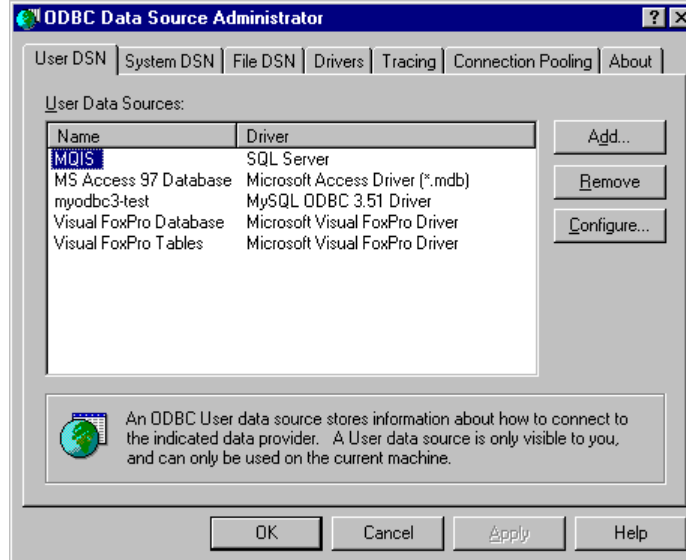 ODBC Data Source Administrator
User DSN System DSN File DSN Drivers Tracing Connection Pooling About
User Data Sources:
Name Driver
MQIS SQL Server
MS Access 97 Database Microsoft Access Driver (*.mdb)
myodbc3-test MySQL ODBC 3.51 Driver
Visual FoxPro Database Microsoft Visual FoxPro Driver
Visual FoxPro Tables Microsoft Visual FoxPro Driver
Add...
Remove
Configure...
An ODBC User data source stores information about how to connect to
the indicated data provider. A User data source is only visible to you,
and can only be used on the current machine.
OK Cancel Apply Help